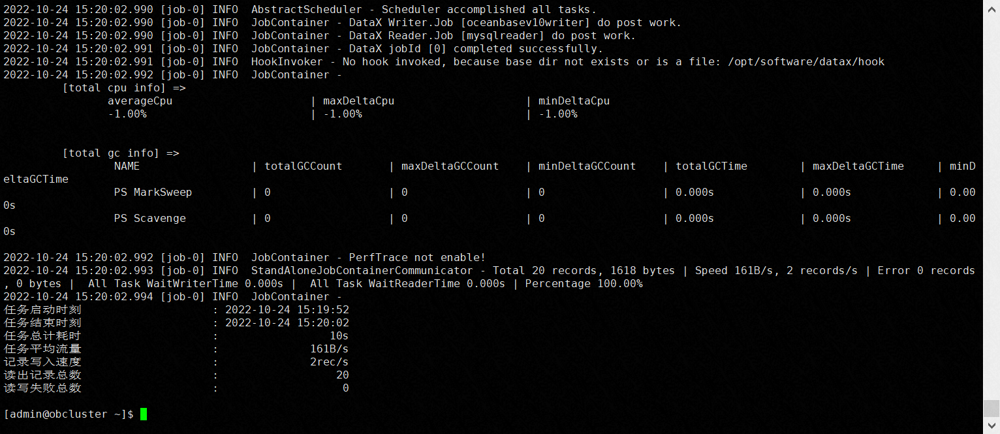 2022-10-24 15:20:02.990 [job-0] INFO  AbstractScheduler - Scheduler accomplished all tasks.
2022-10-24 15:20:02.990 [job-0] INFO  JobContainer - DataX Writer.Job [oceanbasev10writer] do post work.
2022-10-24 15:20:02.990 [job-0] INFO  JobContainer - DataX Reader.Job [mysqlreader] do post work.
2022-10-24 15:20:02.991 [job-0] INFO  JobContainer - DataX jobId [0] completed successfully.
2022-10-24 15:20:02.991 [job-0] INFO  HookInvoker - No hook invoked, because base dir not exists or is a file: /opt/software/datax/hook
2022-10-24 15:20:02.992 [job-0] INFO  JobContainer -
[total cpu info] =>
averageCpu | maxDeltaCpu | minDeltaCpu
-1.00% | -1.00% | -1.00%
[total gc info] =>
NAME | totalGCCount | maxDeltaGCCount | minDeltaGCCount | totalGCTime | maxDeltaGCTime | minD
eltaGCTime
PS MarkSweep | 0 | 0 | 0 | 0.000s | 0.000s | 0.00
0s
PS Scavenge | 0 | 0 | 0 | 0.000s | 0.000s | 0.00
0s
2022-10-24 15:20:02.992 [job-0] INFO  JobContainer - PerfTrace not enable!
2022-10-24 15:20:02.993 [job-0] INFO  StandAloneJobContainerCommunicator - Total 20 records, 1618 bytes | Speed 161B/s, 2 records/s | Error 0 records
, 0 bytes |  All Task WaitWriterTime 0.000s |  All Task WaitReaderTime 0.000s | Percentage 100.00%
2022-10-24 15:20:02.994 [job-0] INFO  JobContainer -
任务启动时刻 : 2022-10-24 15:19:52
任务结束时刻 : 2022-10-24 15:20:02
任务总计耗时 : 10s
任务平均流量 : 161B/s
记录写入速度 : 2rec/s
读出记录总数 : 20
读写失败总数 : 0
[admin@obcluster ~]$